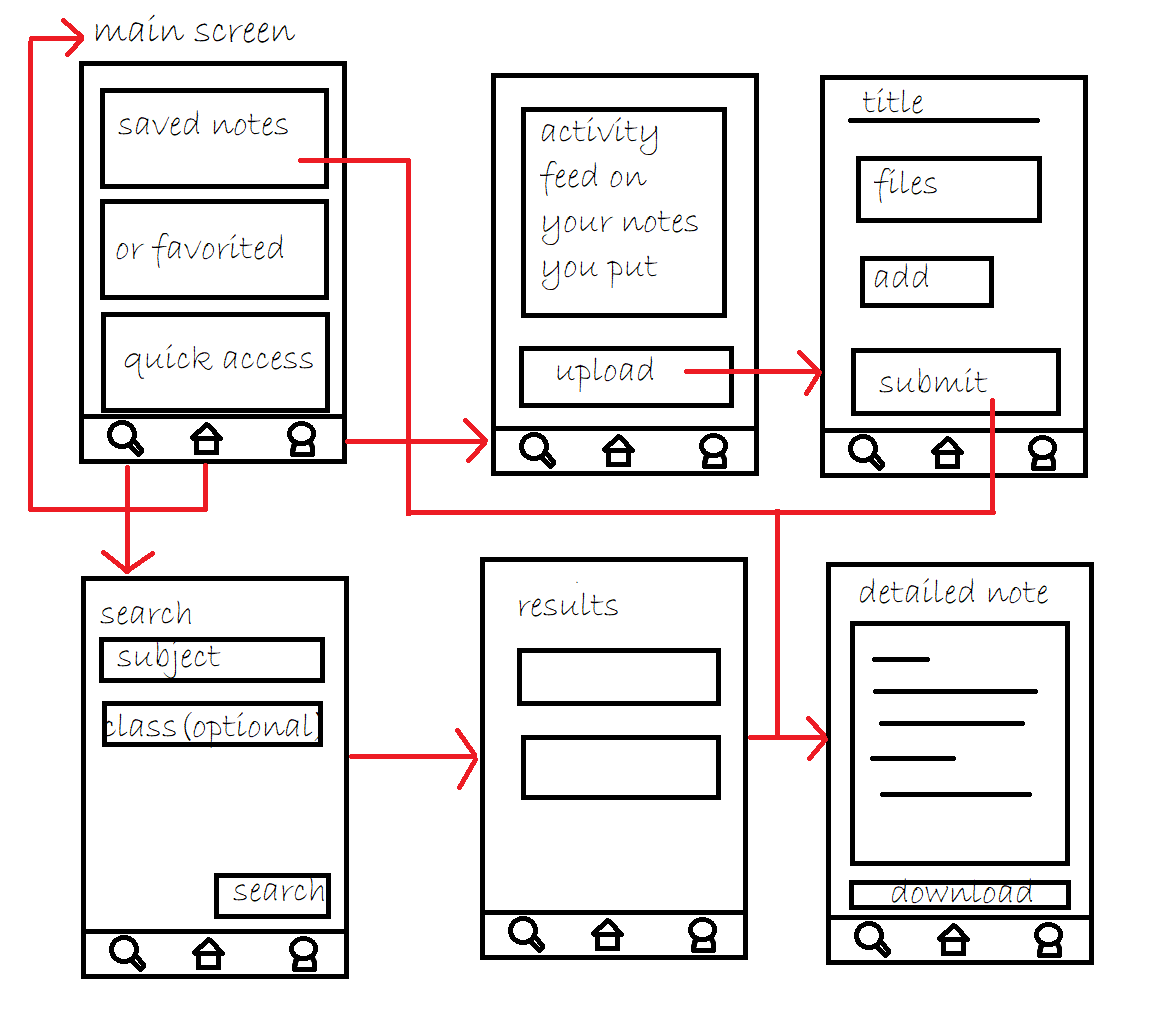 main screen
saved notes
or favorited
quick access
activity
feed on
your notes
you put
upload
title
files
add
submit
search
subject
class(optional)
search
results
detailed note
download